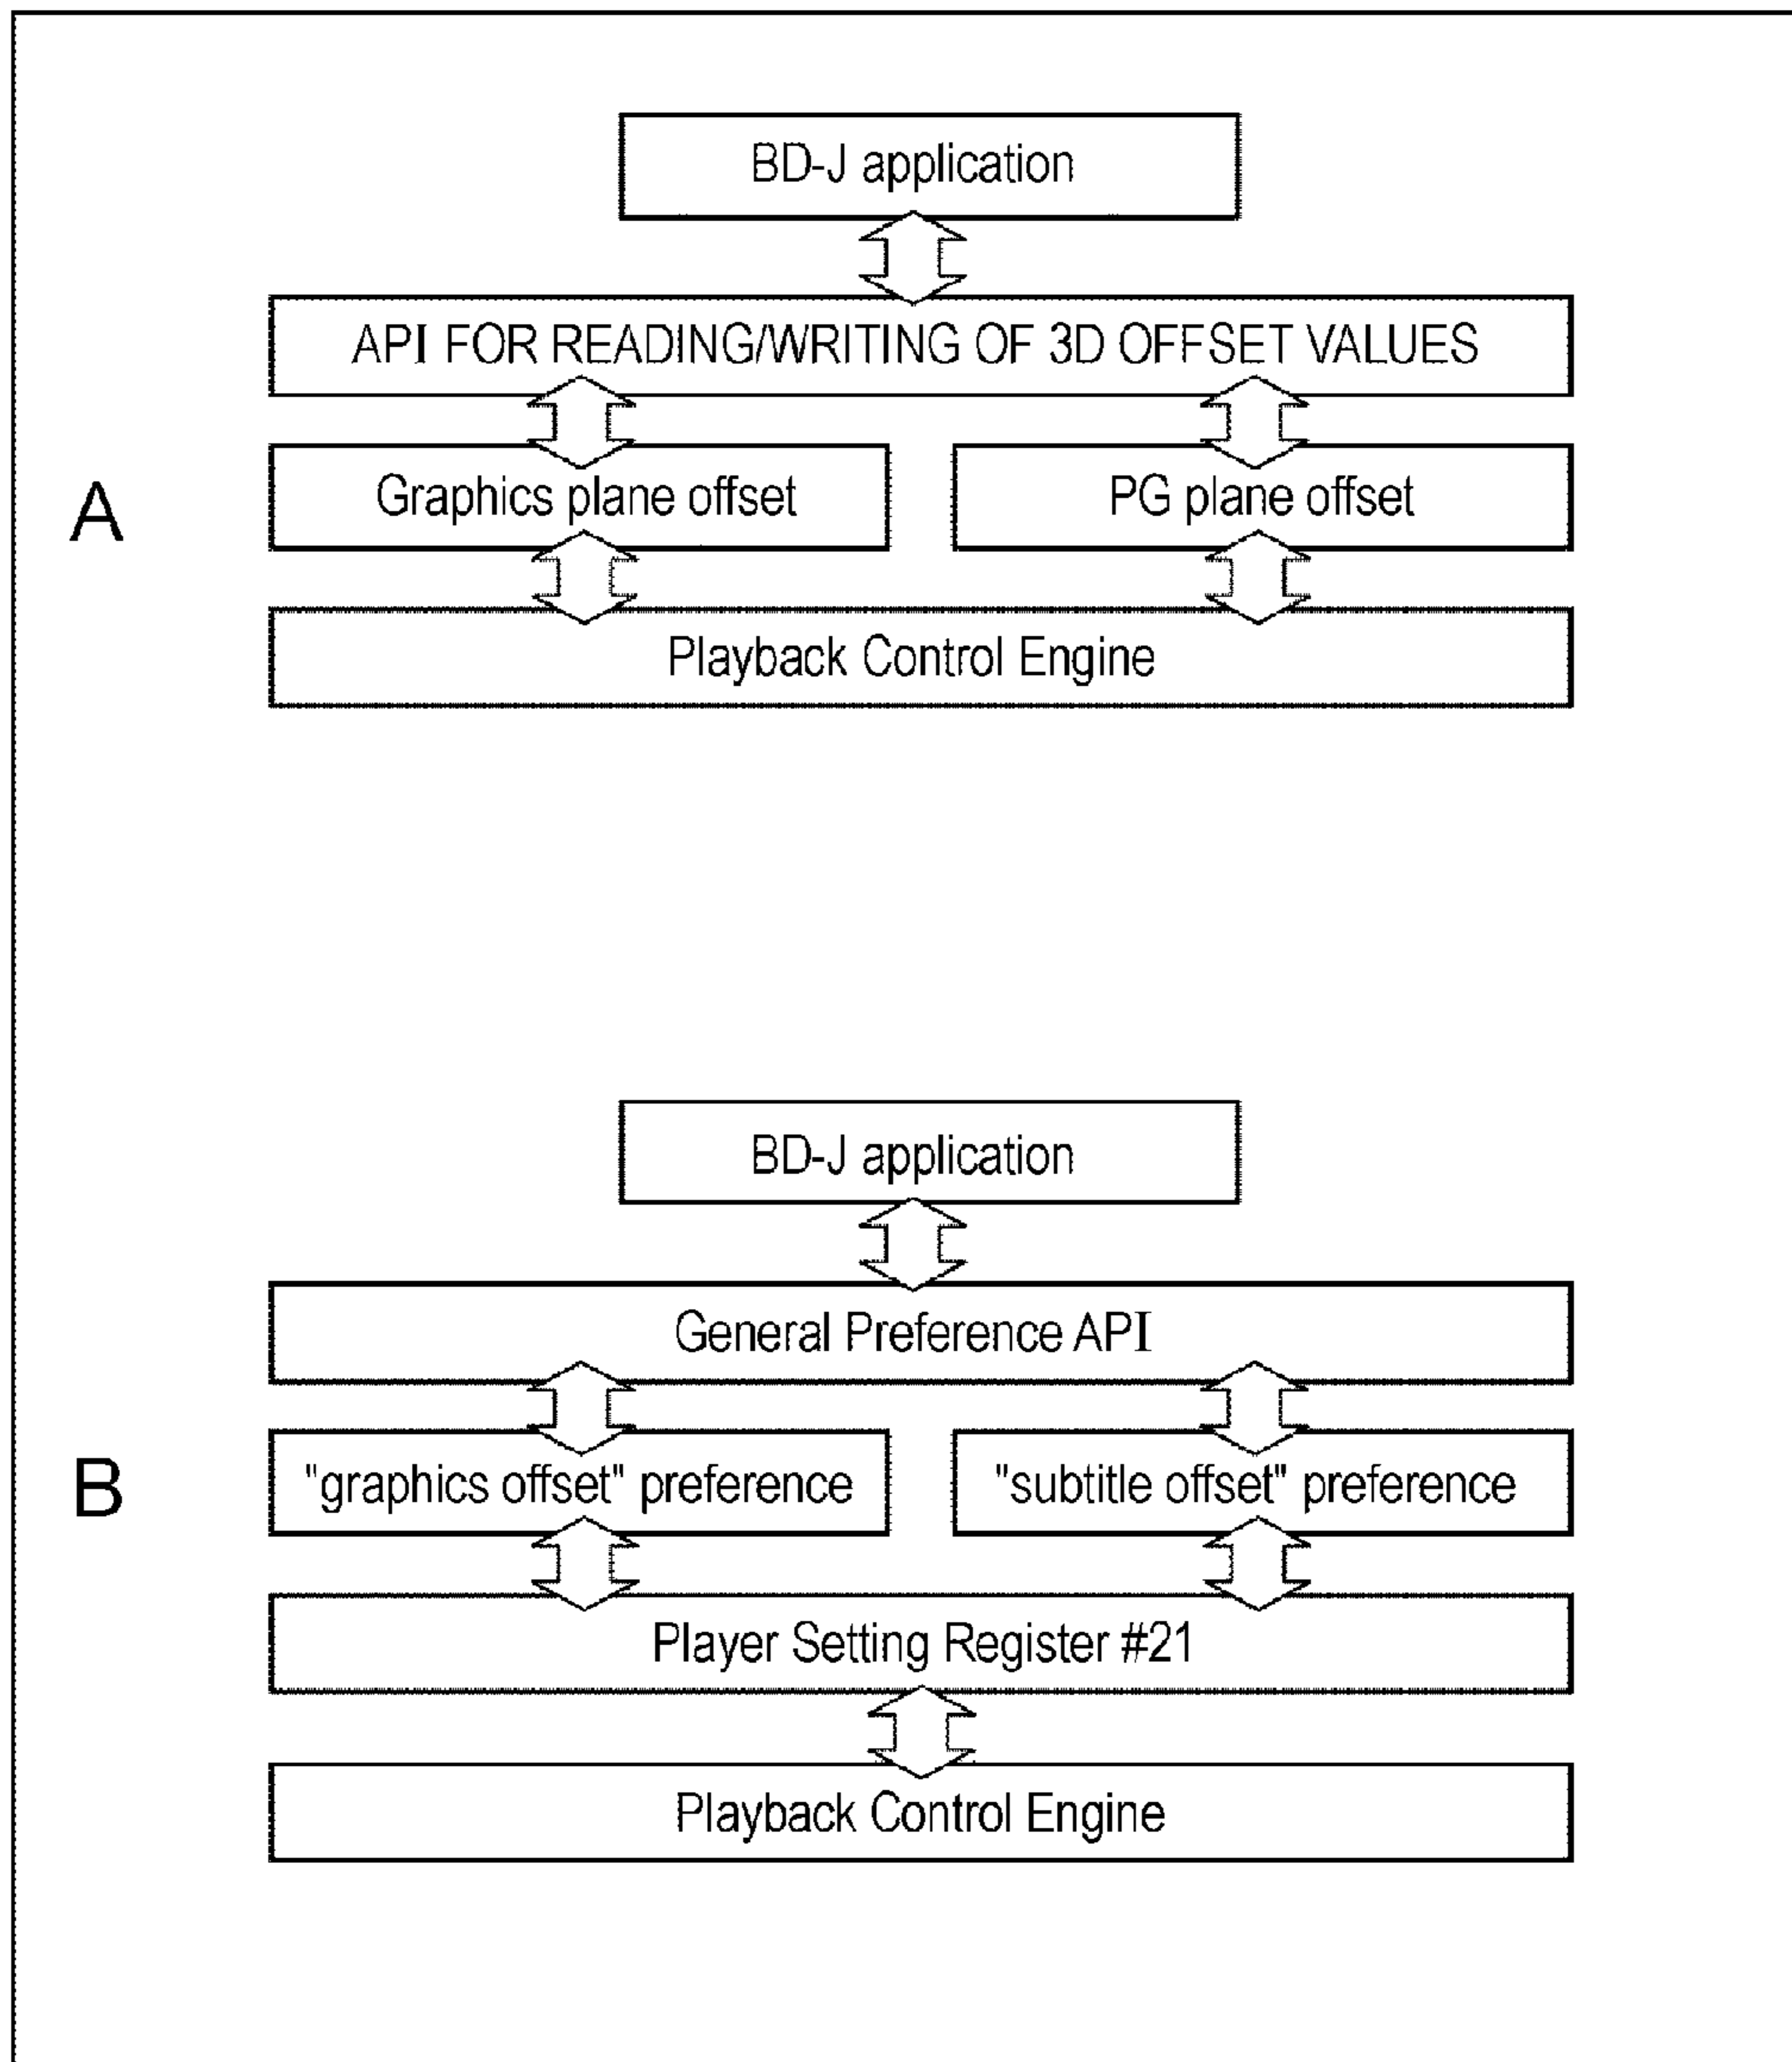 BD-J application
API FOR READING/WRITING OF 3D OFFSET VALUES
A
Graphics plane offset
PG plane offset
Playback Control Engine
BD-J application
General Preference API
B
"graphics offset" preference
"subtitle offset" preference
Player Setting Register #21
Playback Control Engine